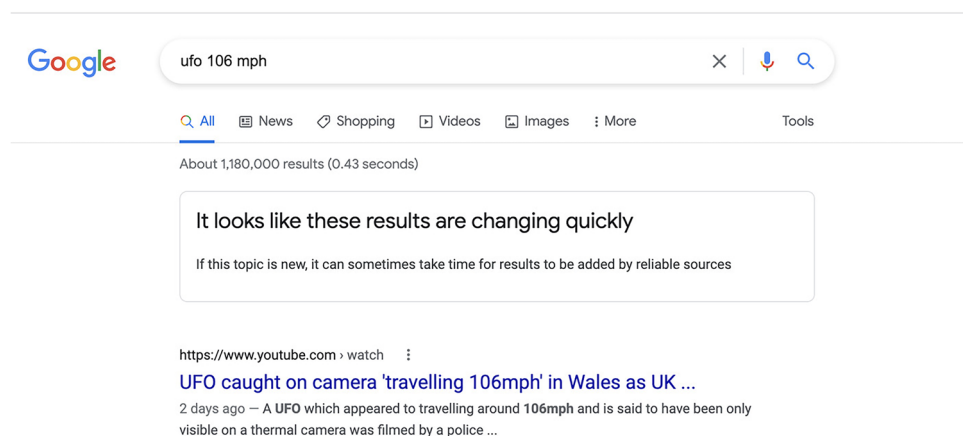 Google
ufo 106 mph
All News Shopping Videos Images More Tools
About 1,180,000 results (0.43 seconds)
It looks like these results are changing quickly
If this topic is new, it can sometimes take time for results to be added by reliable sources
https://www.youtube.com › watch
UFO caught on camera 'travelling 106mph' in Wales as UK ...
2 days ago — A UFO which appeared to travelling around 106mph and is said to have been only
visible on a thermal camera was filmed by a police ...